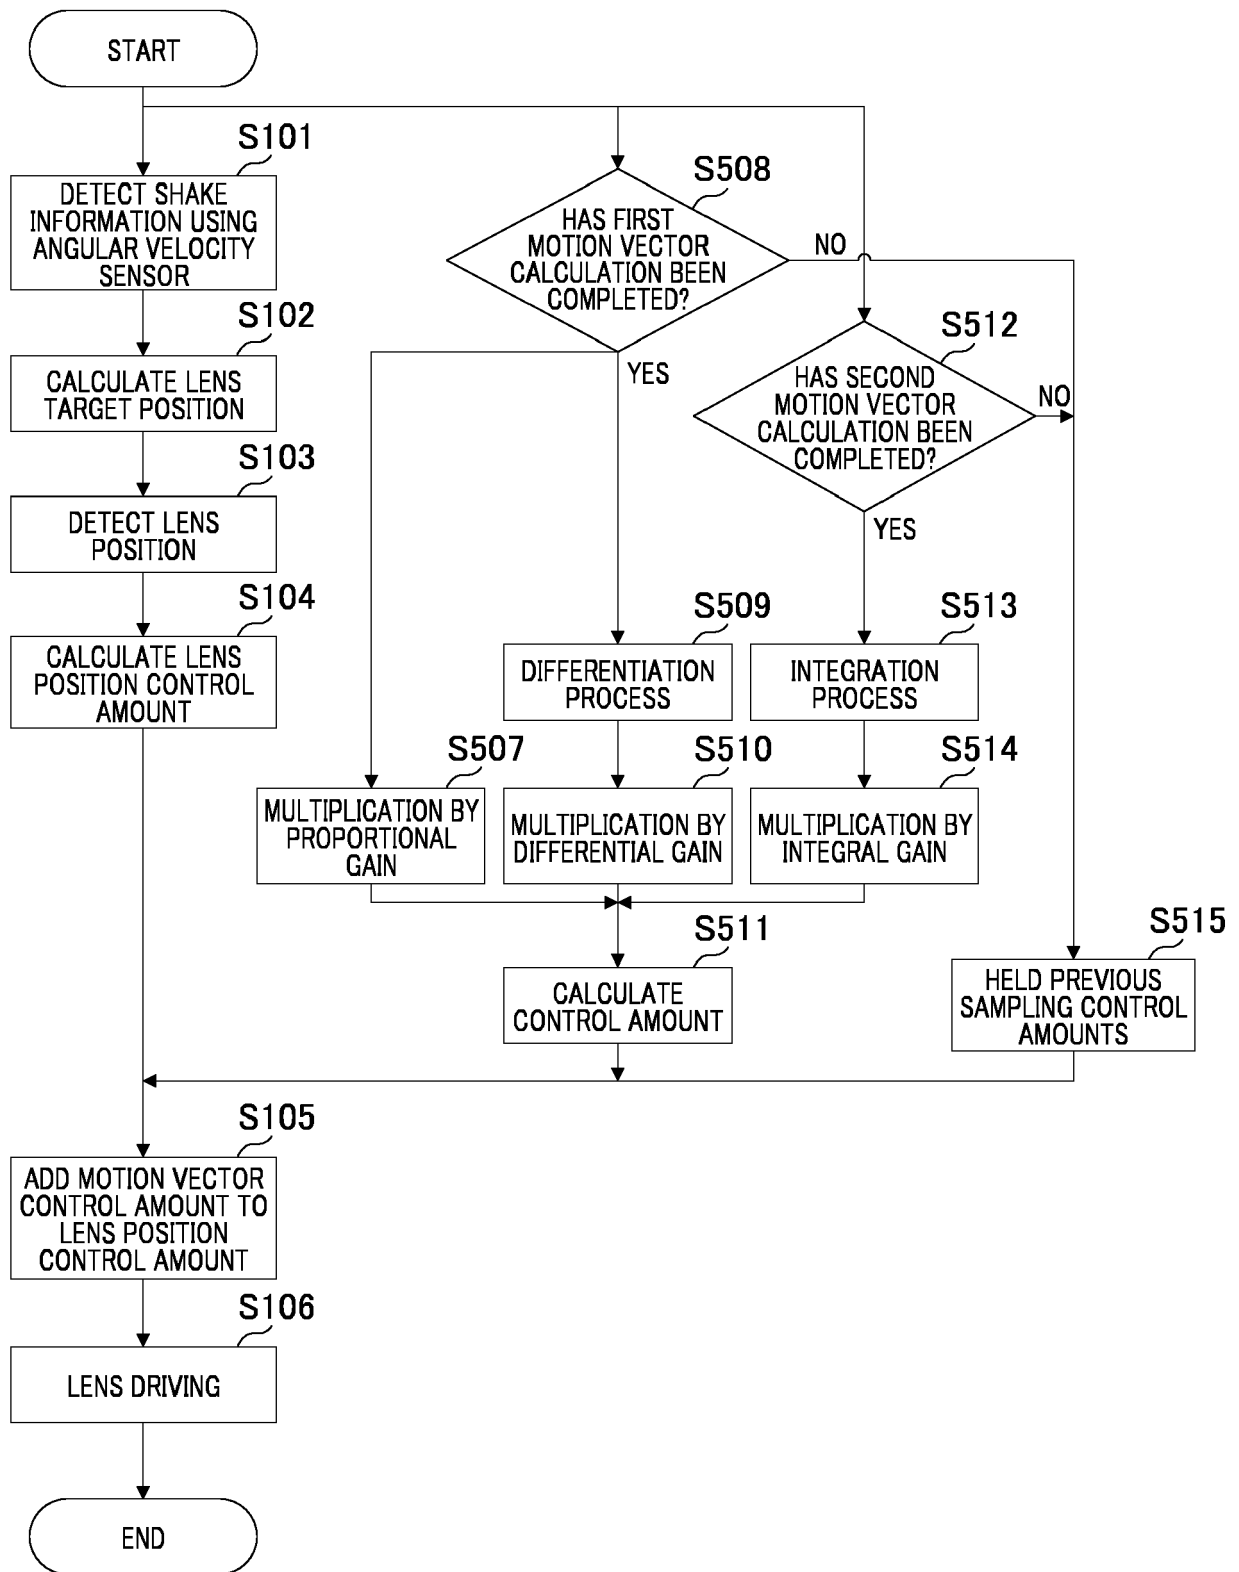 START
S101
DETECT SHAKE
INFORMATION USING
ANGULAR VELOCITY
SENSOR
S102
CALCULATE LENS
TARGET POSITION
S103
DETECT LENS
POSITION
S104
CALCULATE LENS
POSITION CONTROL
AMOUNT
S508
HAS FIRST
MOTION VECTOR
CALCULATION BEEN
COMPLETED?
NO
YES
S512
HAS SECOND
MOTION VECTOR
CALCULATION BEEN
COMPLETED?
NO
YES
S509
DIFFERENTIATION
PROCESS
S513
INTEGRATION
PROCESS
S507
MULTIPLICATION BY
PROPORTIONAL
GAIN
S510
MULTIPLICATION BY
DIFFERENTIAL GAIN
S514
MULTIPLICATION BY
INTEGRAL GAIN
S511
CALCULATE
CONTROL AMOUNT
S515
HELD PREVIOUS
SAMPLING CONTROL
AMOUNTS
S105
ADD MOTION VECTOR
CONTROL AMOUNT TO
LENS POSITION
CONTROL AMOUNT
S106
LENS DRIVING
END